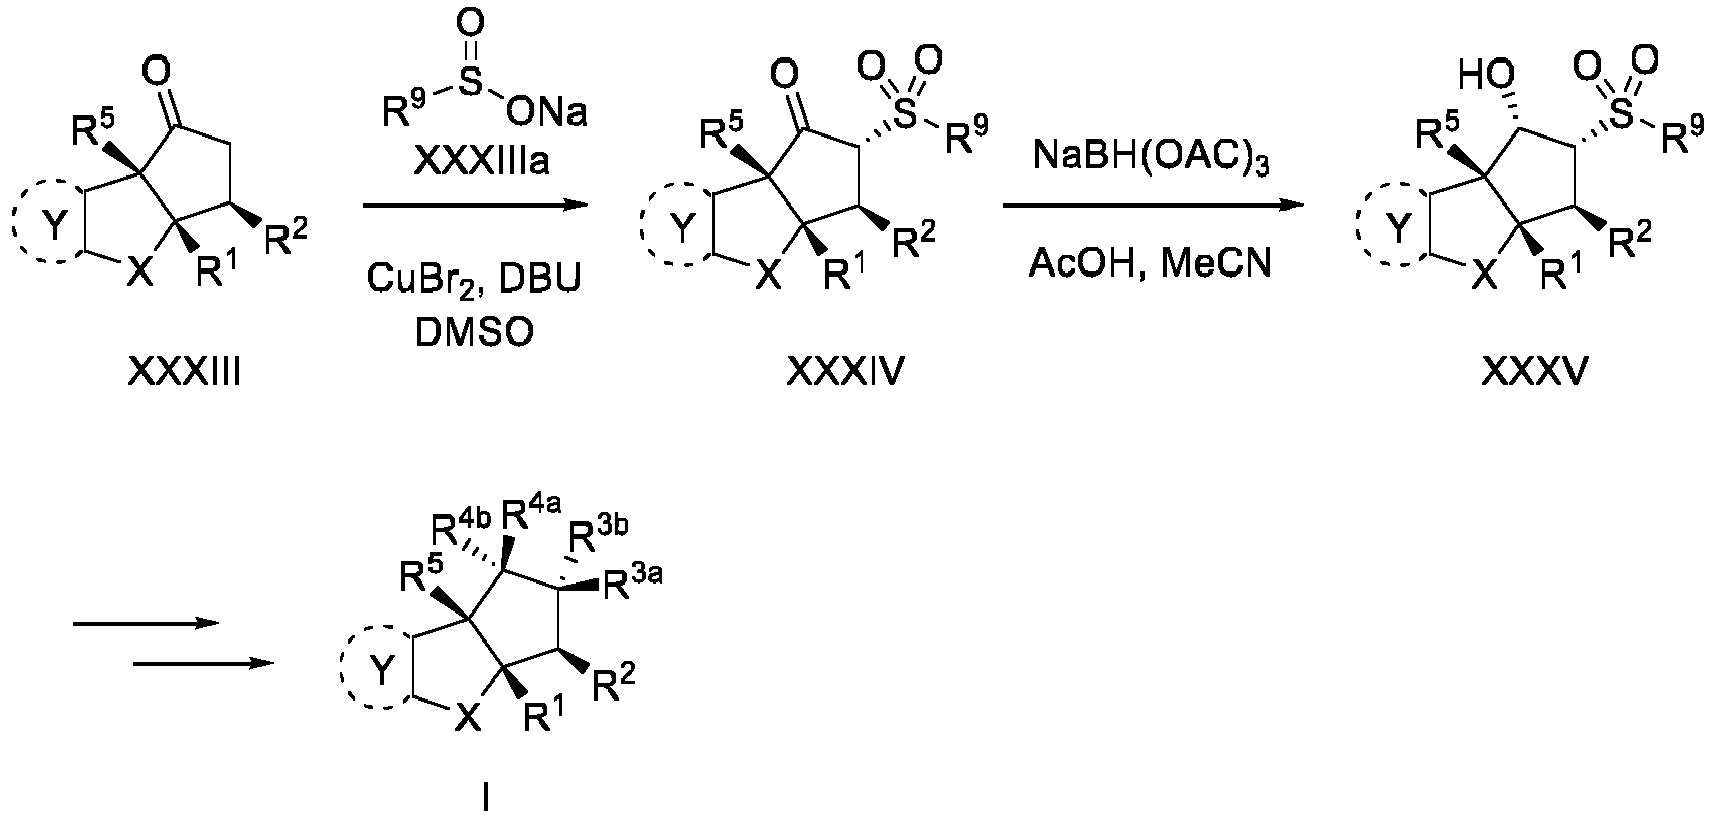 O
R⁵
Y
X
R¹
R²
XXXIII
O
R⁹
S
ONa
XXXIIIa
CuBr₂, DBU
DMSO
O
O
O
S
R⁹
R⁵
Y
X
R¹
R²
XXXIV
NaBH(OAC)₃
AcOH, MeCN
HO
O
O
S
R⁹
R⁵
Y
X
R¹
R²
XXXV
R⁴ᵇ
R⁴ᵃ
R³ᵇ
R⁵
R³ᵃ
Y
R²
X
R¹
I